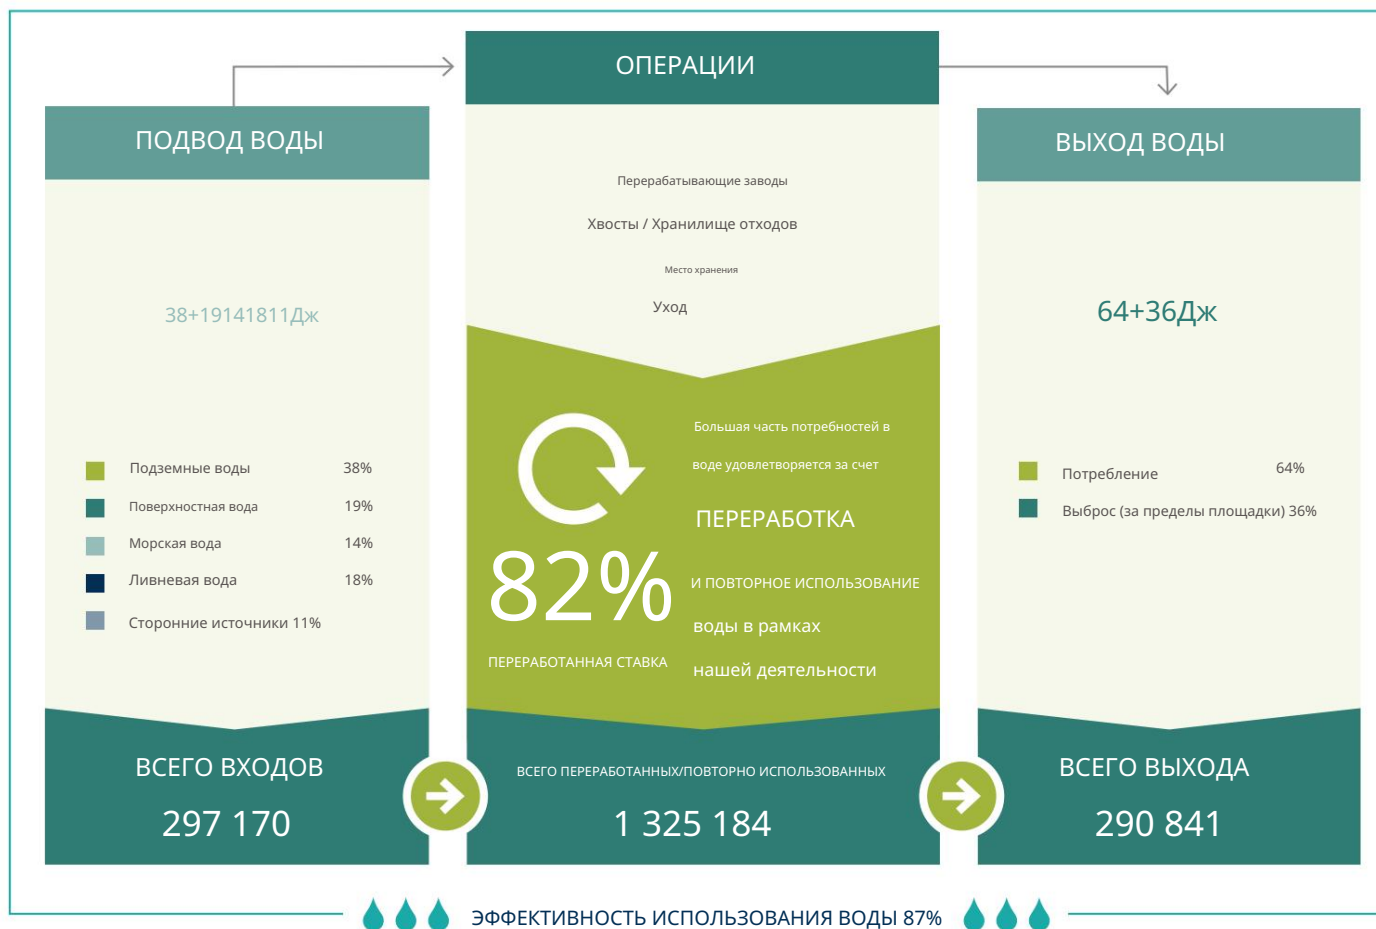 ОПЕРАЦИИ
ПОДВОД ВОДЫ
ВЫХОД ВОДЫ
Перерабатывающие заводы
Хвосты / Хранилище отходов
Место хранения
Уход
38+19141811Дж
64+36Дж
Подземные воды 38%
Поверхностная вода 19%
Морская вода 14%
Ливневая вода 18%
Сторонние источники 11%
Большая часть потребностей в
воде удовлетворяется за счет
ПЕРЕРАБОТКА
82%
И ПОВТОРНОЕ ИСПОЛЬЗОВАНИЕ
воды в рамках
ПЕРЕРАБОТАННАЯ СТАВКА
нашей деятельности
Потребление 64%
Выброс (за пределы площадки) 36%
ВСЕГО ВХОДОВ
297 170
ВСЕГО ПЕРЕРАБОТАННЫХ/ПОВТОРНО ИСПОЛЬЗОВАННЫХ
1 325 184
ВСЕГО ВЫХОДА
290 841
ЭФФЕКТИВНОСТЬ ИСПОЛЬЗОВАНИЯ ВОДЫ 87%